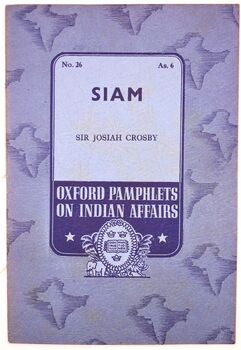 No. 26 As. 6
SIAM
SIR JOSIAH CROSBY
OXFORD PAMPHLETS
ON INDIAN AFFAIRS